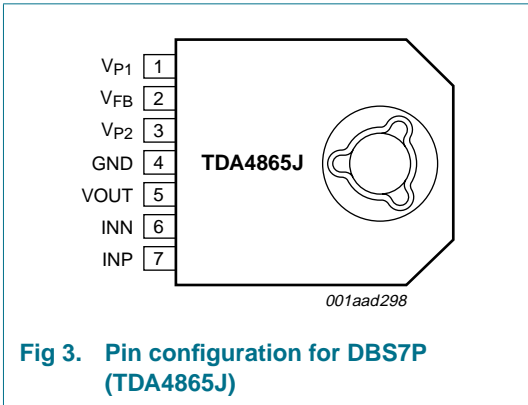 VP1 1
VFB 2
VP2 3
GND 4
VOUT 5
INN 6
INP 7
TDA4865J
001aad298
Fig 3. Pin configuration for DBS7P
(TDA4865J)